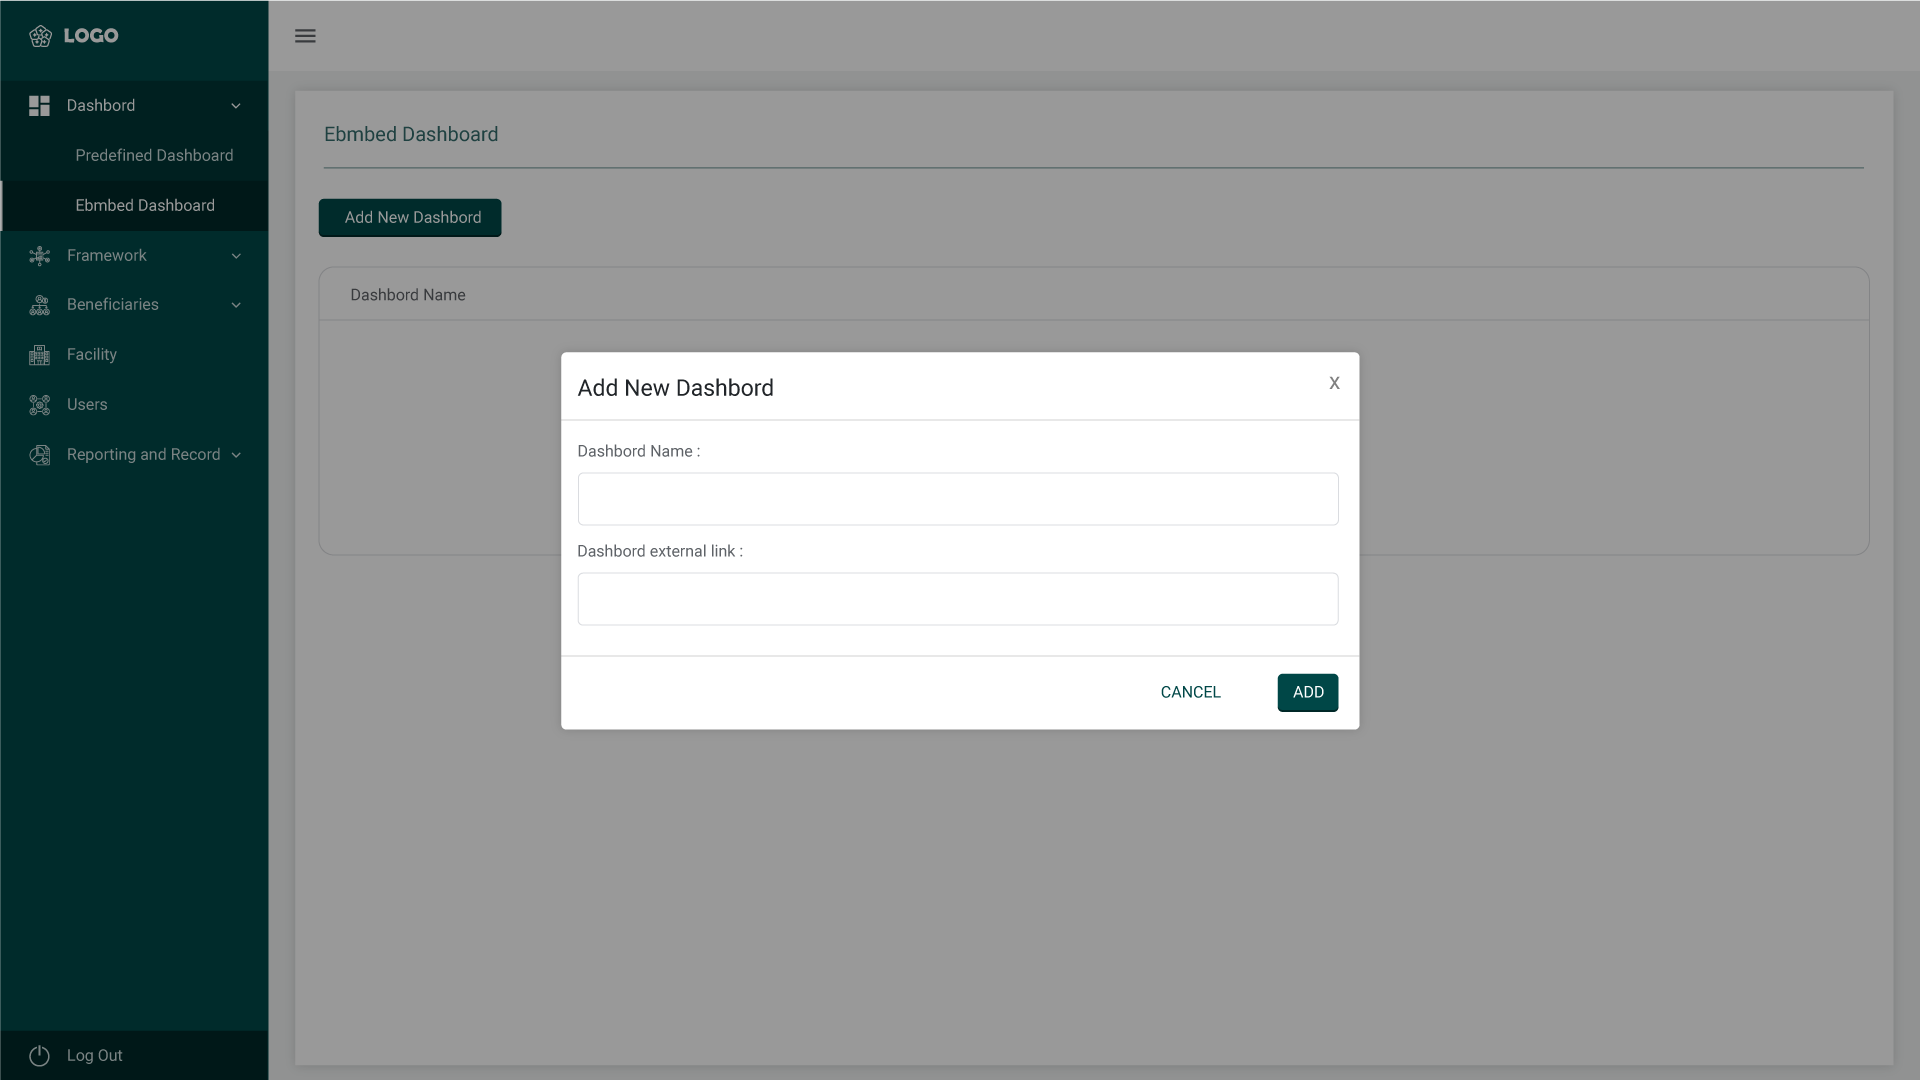 LOGO
Dashbord
Predefined Dashboard
Ebmbed Dashboard
Framework
Beneficiaries
Facility
Users
Reporting and Record
Log Out
Ebmbed Dashboard
Add New Dashbord
Dashbord Name
Add New Dashbord
X
Dashbord Name :
Dashbord external link :
CANCEL
ADD